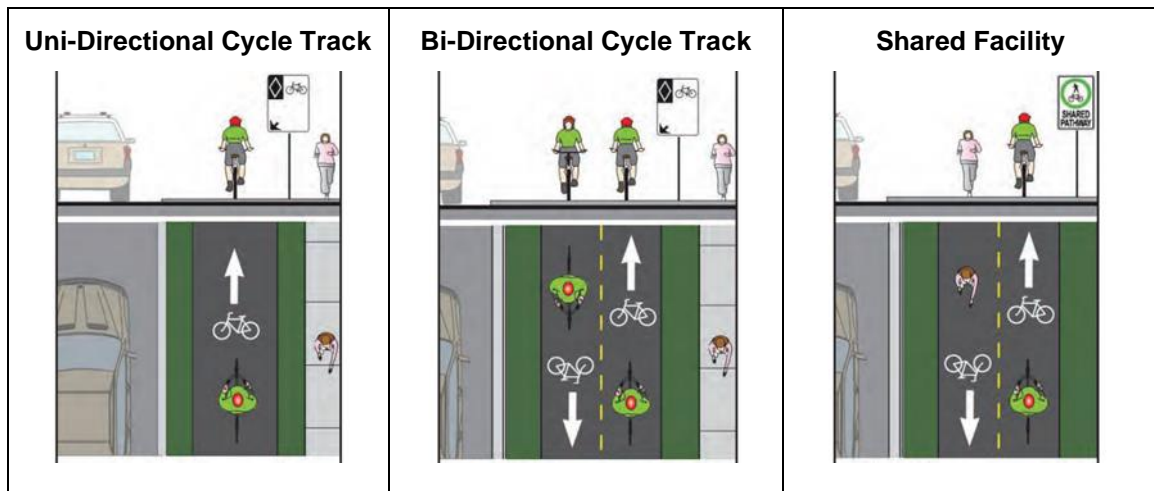 Uni-Directional Cycle Track
Bi-Directional Cycle Track
Shared Facility
SHARED
PATHWAY